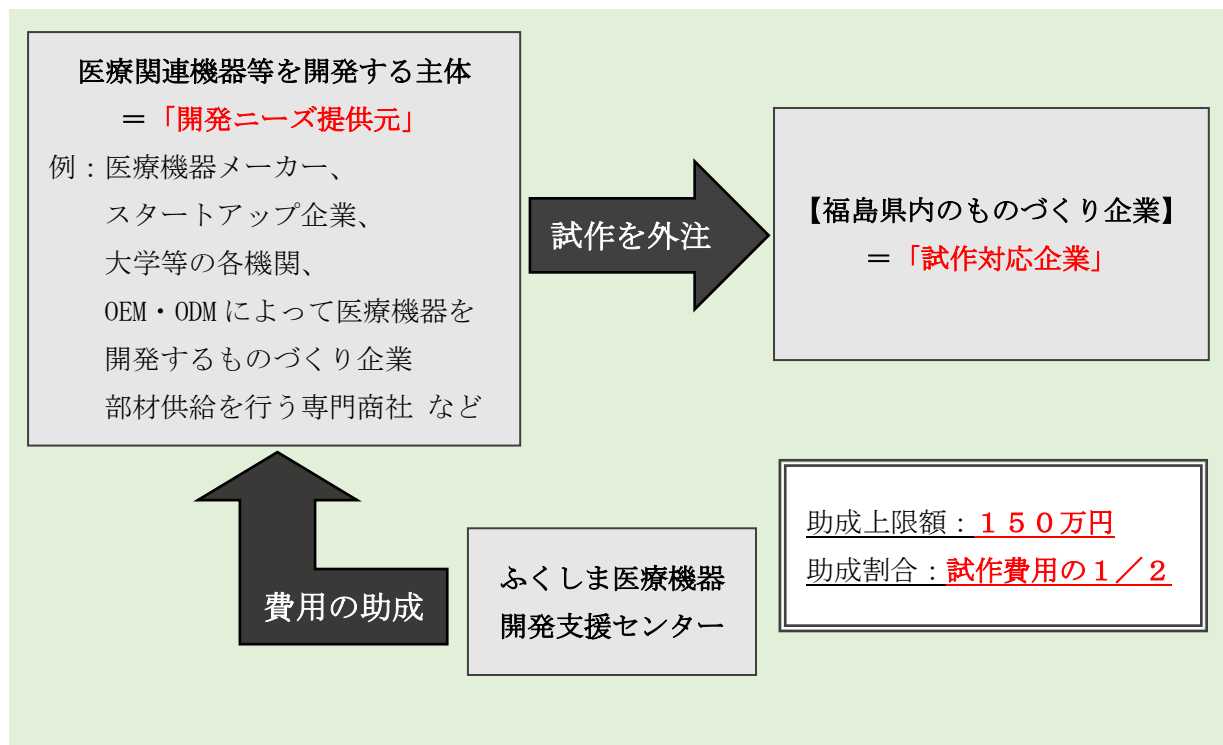 医療関連機器等を開発する主体
＝「開発ニーズ提供元」
例：医療機器メーカー、
スタートアップ企業、
大学等の各機関、
OEM・ODMによって医療機器を
開発するものづくり企業
部材供給を行う専門商社 など
試作を外注
【福島県内のものづくり企業】
＝「試作対応企業」
費用の助成
ふくしま医療機器
開発支援センター
助成上限額：１５０万円
助成割合：試作費用の１／２